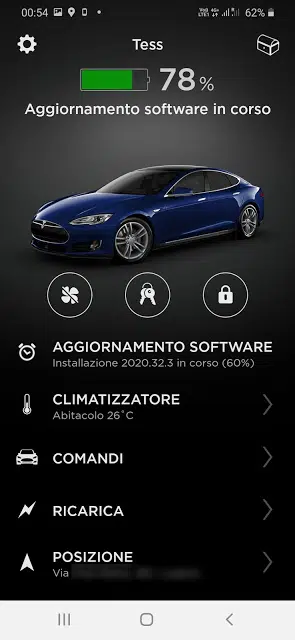 00:54
62%
Tess
78%
Aggiornamento software in corso
AGGIORNAMENTO SOFTWARE
Installazione 2020.32.3 in corso (60%)
CLIMATIZZATORE
Abitacolo 26°C
COMANDI
RICARICA
POSIZIONE
Via